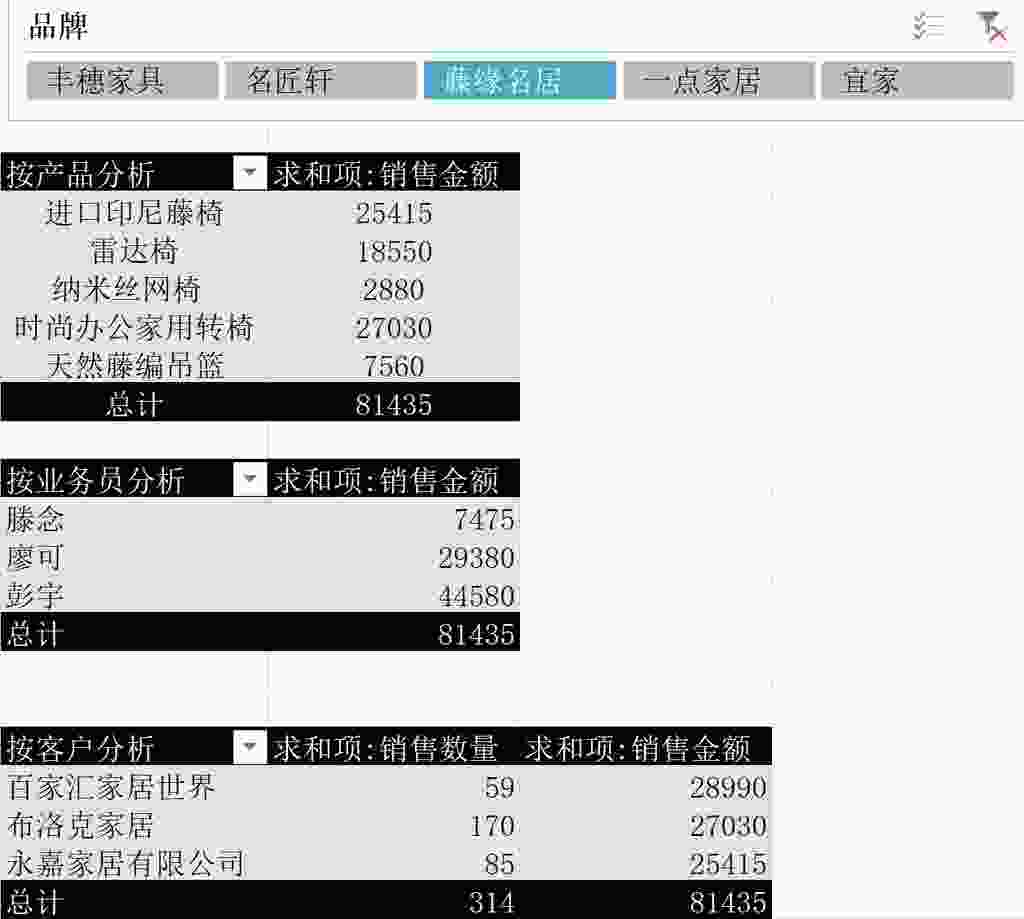 品牌
丰穗家具 名匠轩 藤缘名居 一点家居 宜家
按产品分析 求和项:销售金额
进口印尼藤椅 25415
雷达椅 18550
纳米丝网椅 2880
时尚办公家用转椅 27030
天然藤编吊篮 7560
总计 81435
按业务员分析 求和项:销售金额
滕念 7475
廖可 29380
彭宇 44580
总计 81435
按客户分析 求和项:销售数量 求和项:销售金额
百家汇家居世界 59 28990
布洛克家居 170 27030
永嘉家居有限公司 85 25415
总计 314 81435